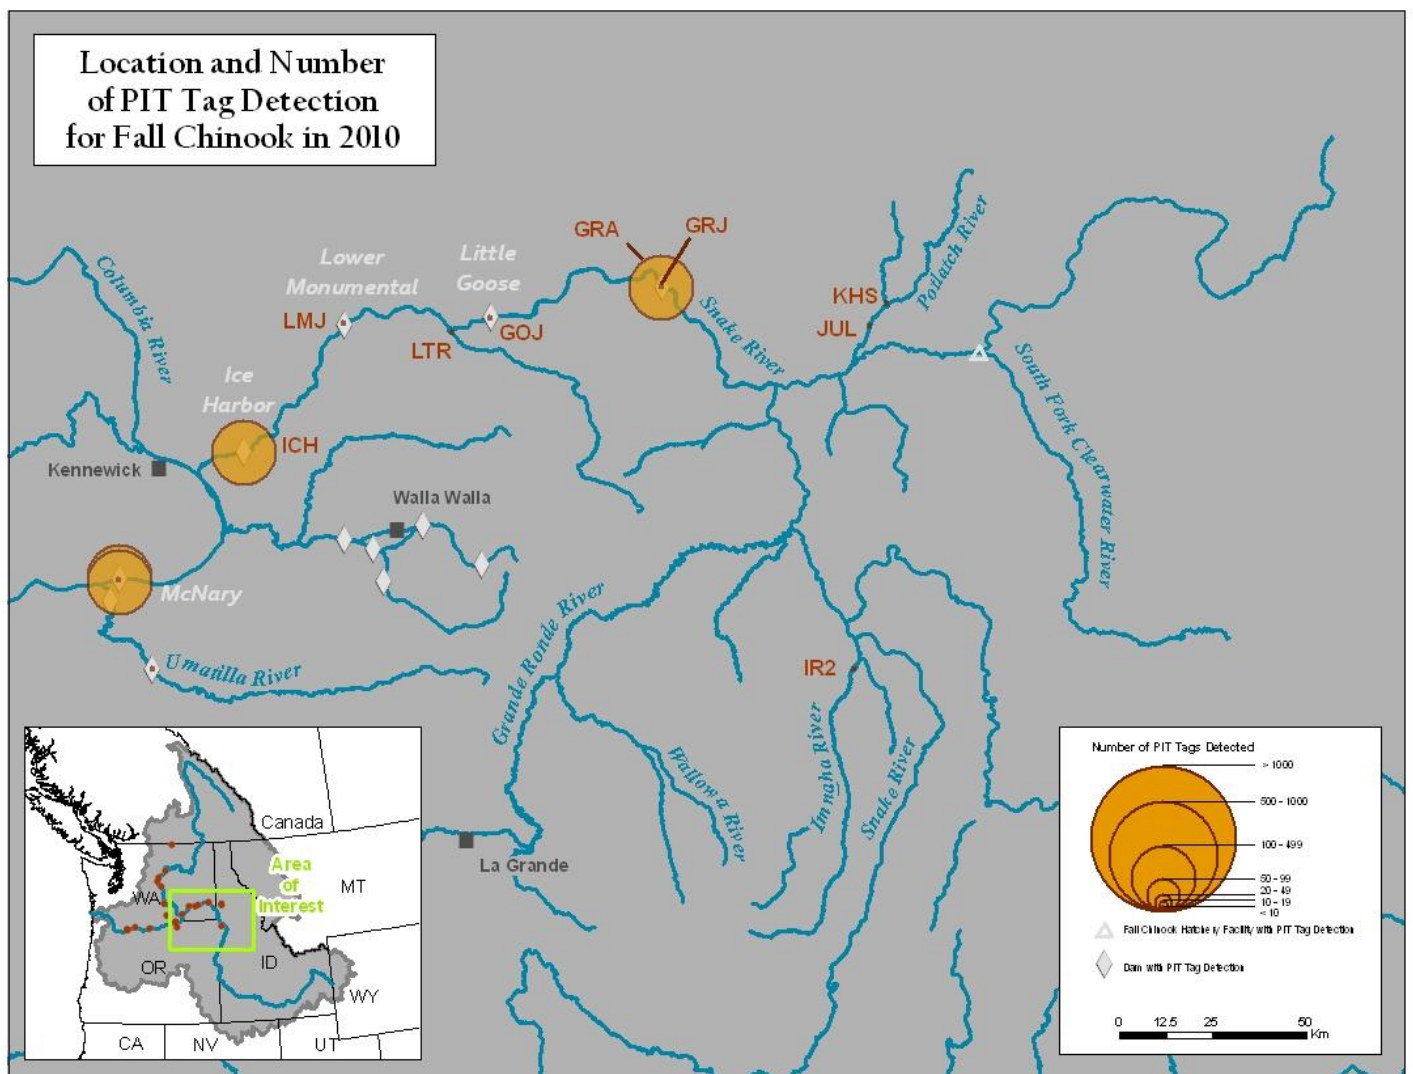 Location and Number
of PIT Tag Detection
for Fall Chinook in 2010
Columbia River
Lower
Monumental
LMJ
Little
Goose
GOJ
LTR
GRA
GRJ
Snake River
KHS
JUL
Potlatch River
South Fork Clearwater River
Ice
Harbor
ICH
Kennewick
Walla Walla
McNary
Umatilla River
Grande Ronde River
IR2
Wallowa River
Imnaha River
Snake River
La Grande
Canada
Area
of
Interest
WA
MT
OR
ID
WY
CA
NV
UT
Number of PIT Tags Detected
> 1000
500 - 1000
100 - 499
50 - 99
20 - 49
10 - 19
< 10
Fall Chinook Hatchery Facility with PIT Tag Detection
Dam with PIT Tag Detection
0 12.5 25 50
Km